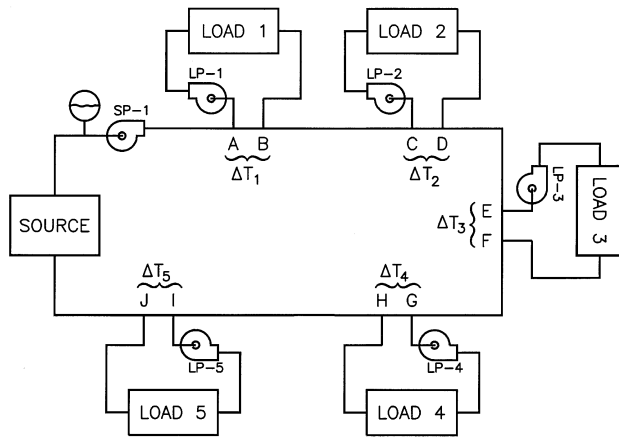 LOAD 1
LOAD 2
LP-1
LP-2
SP-1
A B
C D
ΔT1
ΔT2
LP-3
LOAD 3
E
ΔT3
F
SOURCE
ΔT5
ΔT4
J I
H G
LP-5
LP-4
LOAD 5
LOAD 4